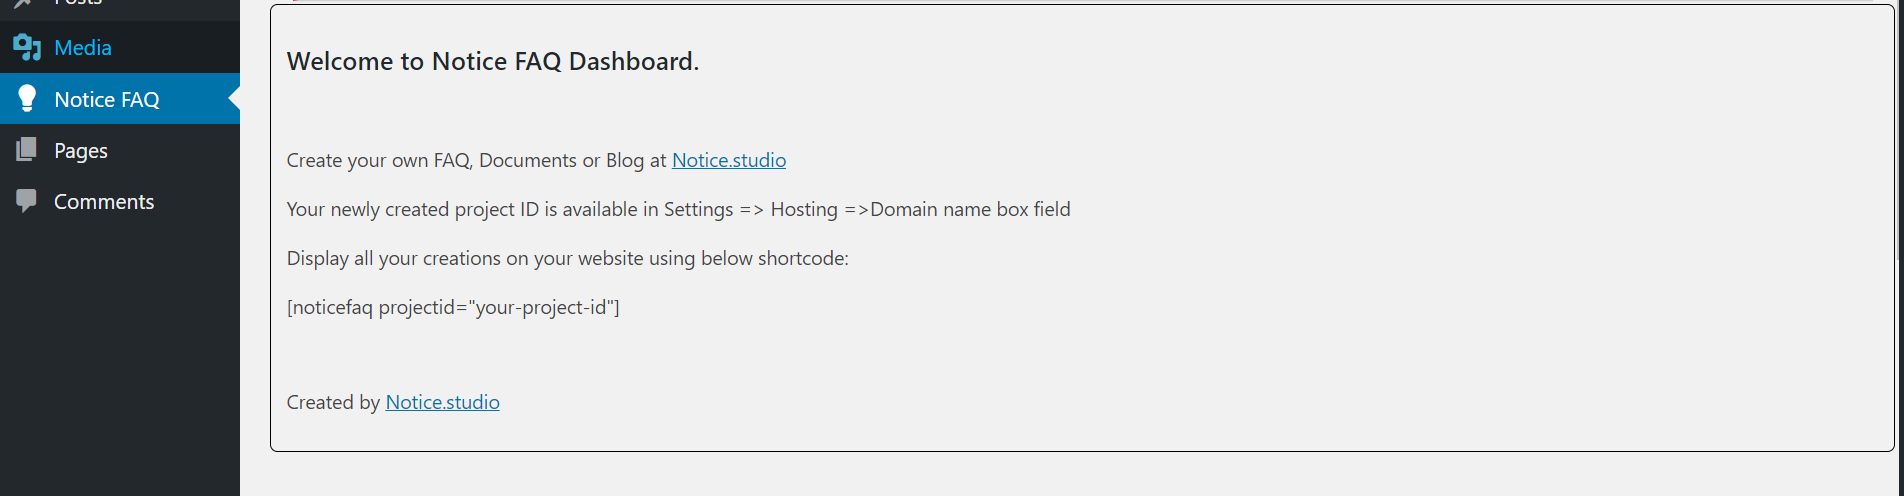 Posts
Media
Notice FAQ
Pages
Comments
Welcome to Notice FAQ Dashboard.
Create your own FAQ, Documents or Blog at Notice.studio
Your newly created project ID is available in Settings => Hosting =>Domain name box field
Display all your creations on your website using below shortcode:
[noticefaq projectid="your-project-id"]
Created by Notice.studio